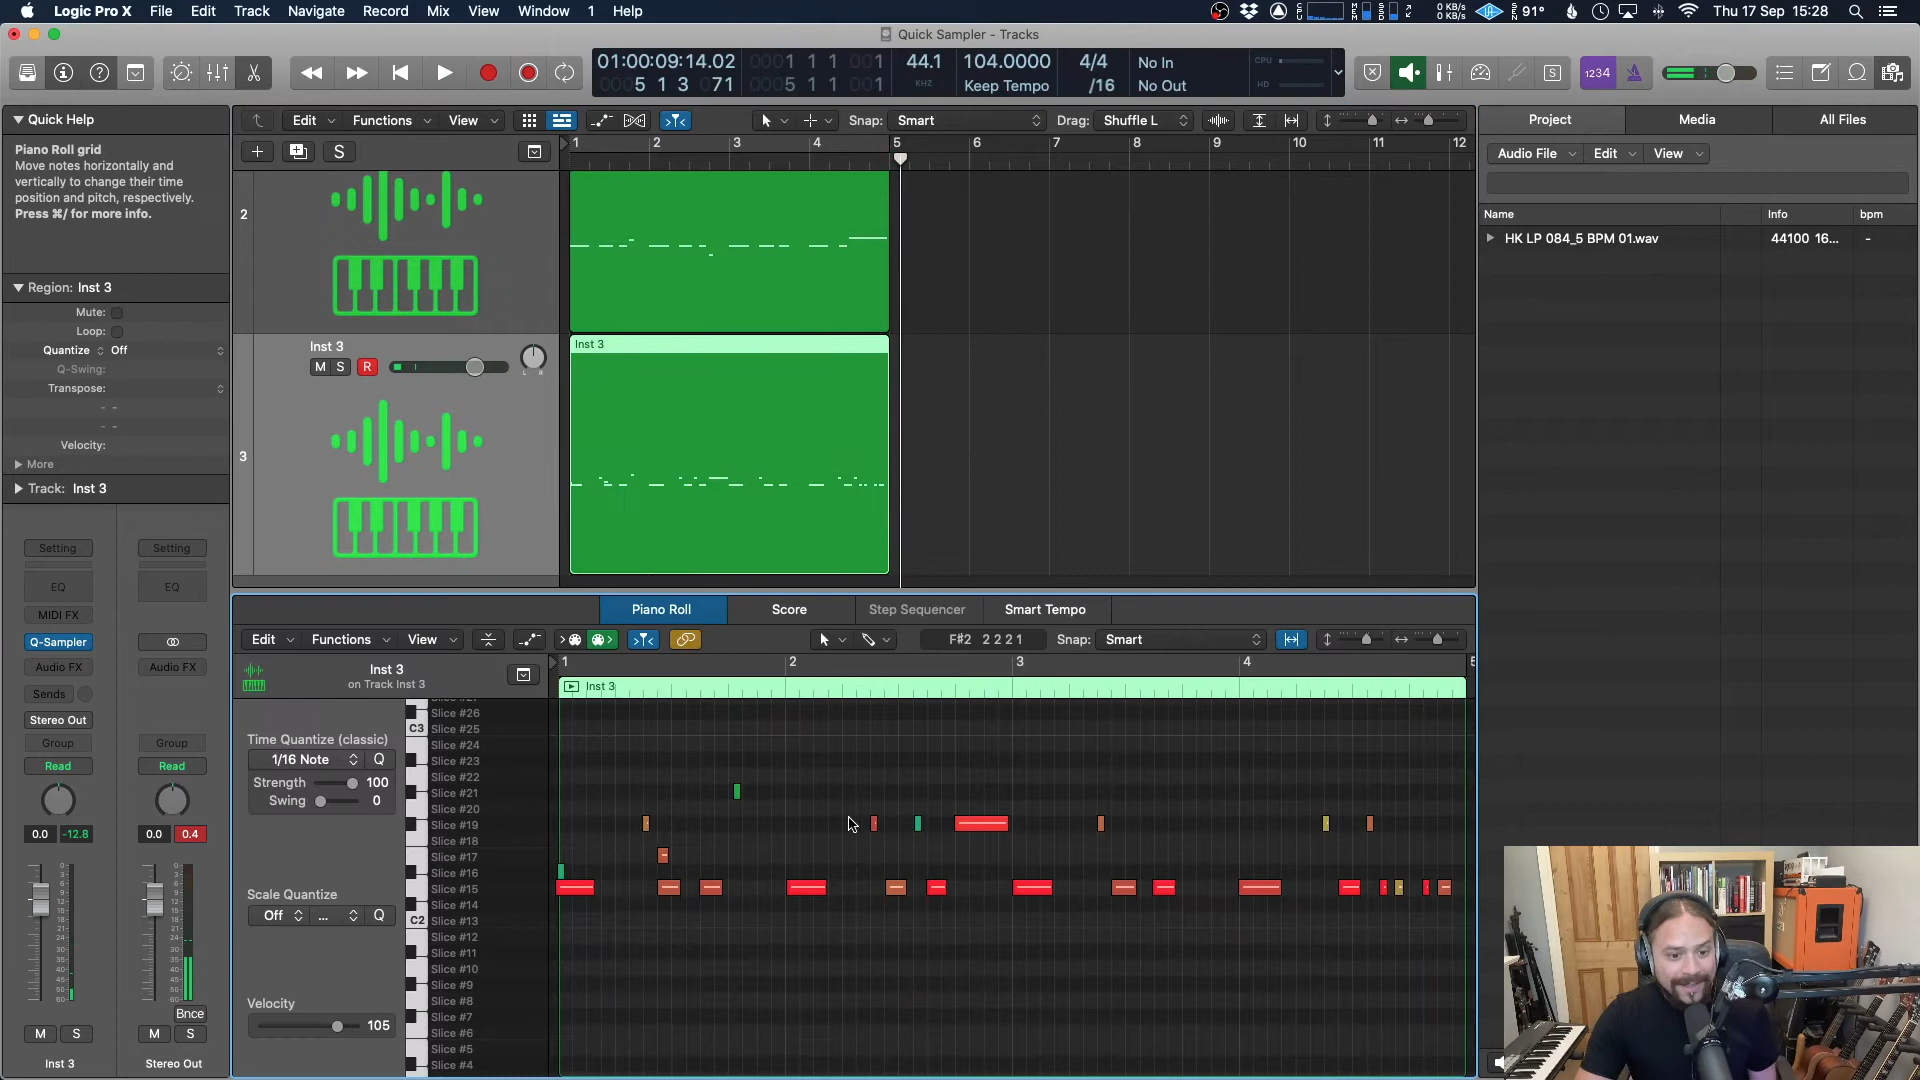 Logic Pro X File Edit Track Navigate Record Mix View Window 1 Help
0 KB/s
0 KB/s
91° Thu 17 Sep 15:28
Quick Sampler - Tracks
01:00:09:14.02 0001 1 1 001 44.1 104.0000 4/4 No In
0005 1 3 071 0005 1 1 001 KHZ Keep Tempo /16 No Out
CPU
HD
1234
S
Quick Help
Piano Roll grid
Move notes horizontally and
vertically to change their time
position and pitch, respectively.
Press ⌘/ for more info.
Region: Inst 3
Mute:
Loop:
Quantize Off
Q-Swing:
Transpose:
Velocity:
More
Track: Inst 3
Setting Setting
EQ EQ
MIDI FX
Q-Sampler
Audio FX Audio FX
Sends
Stereo Out
Group Group
Read Read
0.0 -12.8 0.0 0.4
Bnce
M S M S
Inst 3 Stereo Out
Edit Functions View Snap: Smart Drag: Shuffle L
S
1 2 3 4 5 6 7 8 9 10 11 12
2
Inst 3
M S R
L R
3
Inst 3
Piano Roll Score Step Sequencer Smart Tempo
Edit Functions View F#2 2 2 2 1 Snap: Smart
Inst 3
on Track Inst 3
1 2 3 4 5
Inst 3
Time Quantize (classic)
1/16 Note Q
Strength 100
Swing 0
Scale Quantize
Off ... Q
Velocity
105
C3
C2
Slice #26
Slice #25
Slice #24
Slice #23
Slice #22
Slice #21
Slice #20
Slice #19
Slice #18
Slice #17
Slice #16
Slice #15
Slice #14
Slice #13
Slice #12
Slice #11
Slice #10
Slice #9
Slice #8
Slice #7
Slice #6
Slice #5
Slice #4
Project Media All Files
Audio File Edit View
Name Info bpm
HK LP 084_5 BPM 01.wav 44100 16... -